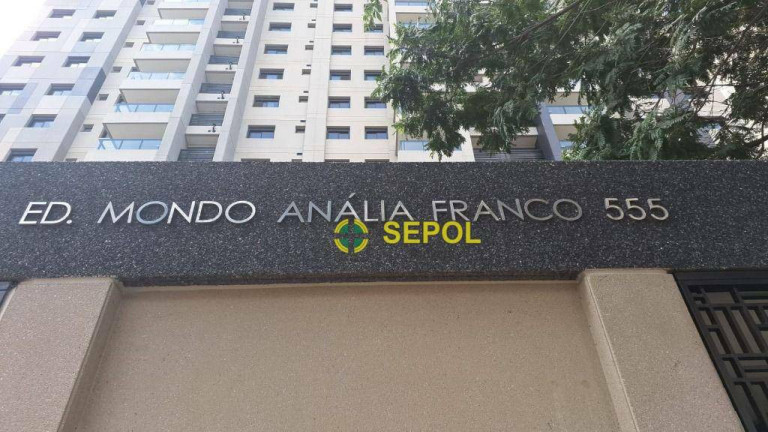 ED. MONDO ANÁLIA FRANCO 555
SEPOL